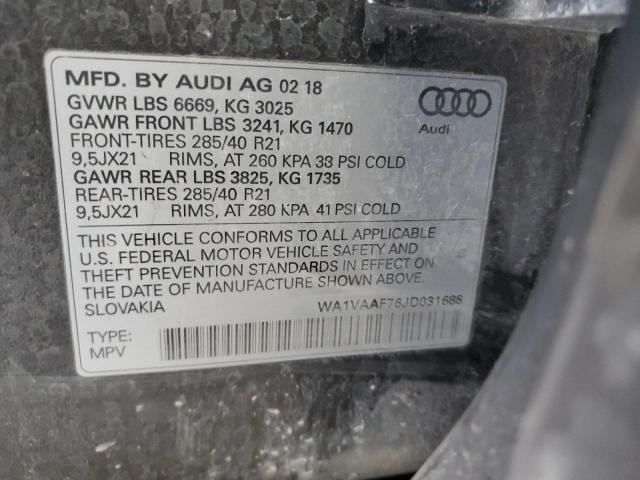 MFD. BY AUDI AG 02 18
GVWR LBS 6669, KG 3025
GAWR FRONT LBS 3241, KG 1470
FRONT-TIRES 285/40 R21
9,5JX21 RIMS, AT 260 KPA 38 PSI COLD
GAWR REAR LBS 3825, KG 1735
REAR-TIRES 285/40 R21
9,5JX21 RIMS, AT 280 KPA 41 PSI COLD
Audi
THIS VEHICLE CONFORMS TO ALL APPLICABLE
U.S. FEDERAL MOTOR VEHICLE SAFETY AND
THEFT PREVENTION STANDARDS IN EFFECT ON
THE DATE OF MANUFACTURE SHOWN ABOVE.
SLOVAKIA WA1VAAF76JD031688
TYPE:
MPV